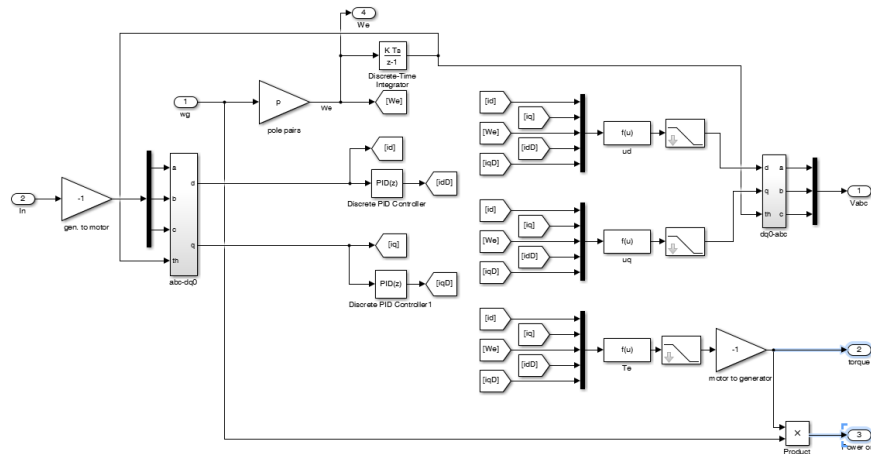 4
We
K Ts
z-1
Discrete-Time
Integrator
1
wg
p
pole pairs
We
[We]
2
In
-1
gen. to motor
a
b
c
th
d
q
abc-dq0
[id]
PID(z)
[idD]
Discrete PID Controller
[iq]
PID(z)
[iqD]
Discrete PID Controller1
[id]
[iq]
[We]
[idD]
[iqD]
f(u)
ud
[id]
[iq]
[We]
[idD]
[iqD]
f(u)
uq
[id]
[iq]
[We]
[idD]
[iqD]
f(u)
Te
-1
motor to generator
d
q
th
a
b
c
dq0-abc
1
Vabc
2
torque
×
Product
3